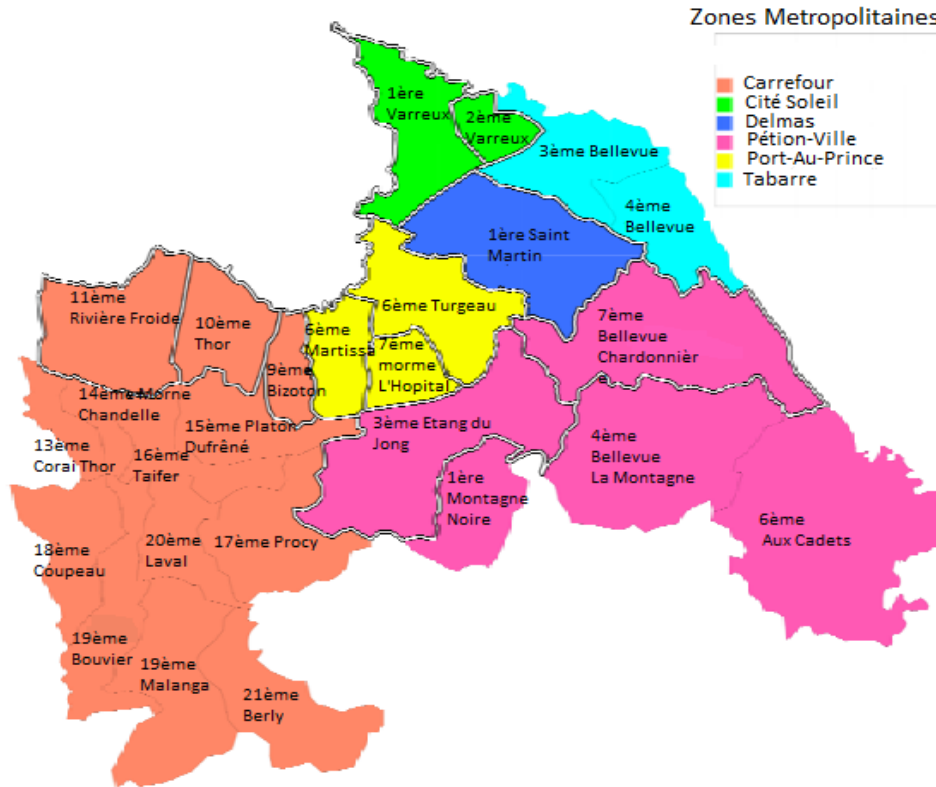 Zones Metropolitaines
Carrefour
Cité Soleil
Delmas
Pétion-Ville
Port-Au-Prince
Tabarre
1ère
Varreux
2ème
Varreux
3ème Bellevue
4ème
Bellevue
1ère Saint
Martin
11ème
Rivière Froide
10ème
Thor
6ème Turgeau
6ème
Martissa
7ème
morme
L'Hopital
9ème
Bizoton
7ème
Bellevue
Chardonnièr
e
14ème Morne
Chandelle
15ème Platon
Dufrêné
3ème Etang du
Jong
13ème
Corai Thor
16ème
Taifer
4ème
Bellevue
La Montagne
1ère
Montagne
Noire
6ème
Aux Cadets
18ème
Coupeau
20ème
Laval
17ème Procy
19ème
Bouvier
19ème
Malanga
21ème
Berly